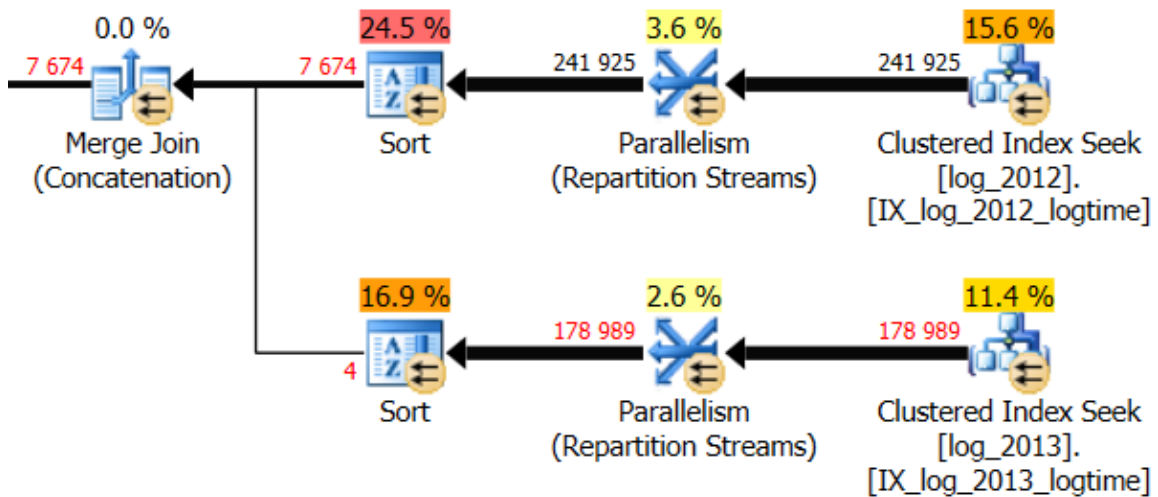 0.0 %
24.5 %
3.6 %
15.6 %
7 674
7 674
241 925
241 925
Merge Join
(Concatenation)
Sort
Parallelism
(Repartition Streams)
Clustered Index Seek
[log_2012].
[IX_log_2012_logtime]
16.9 %
2.6 %
11.4 %
4
178 989
178 989
Sort
Parallelism
(Repartition Streams)
Clustered Index Seek
[log_2013].
[IX_log_2013_logtime]